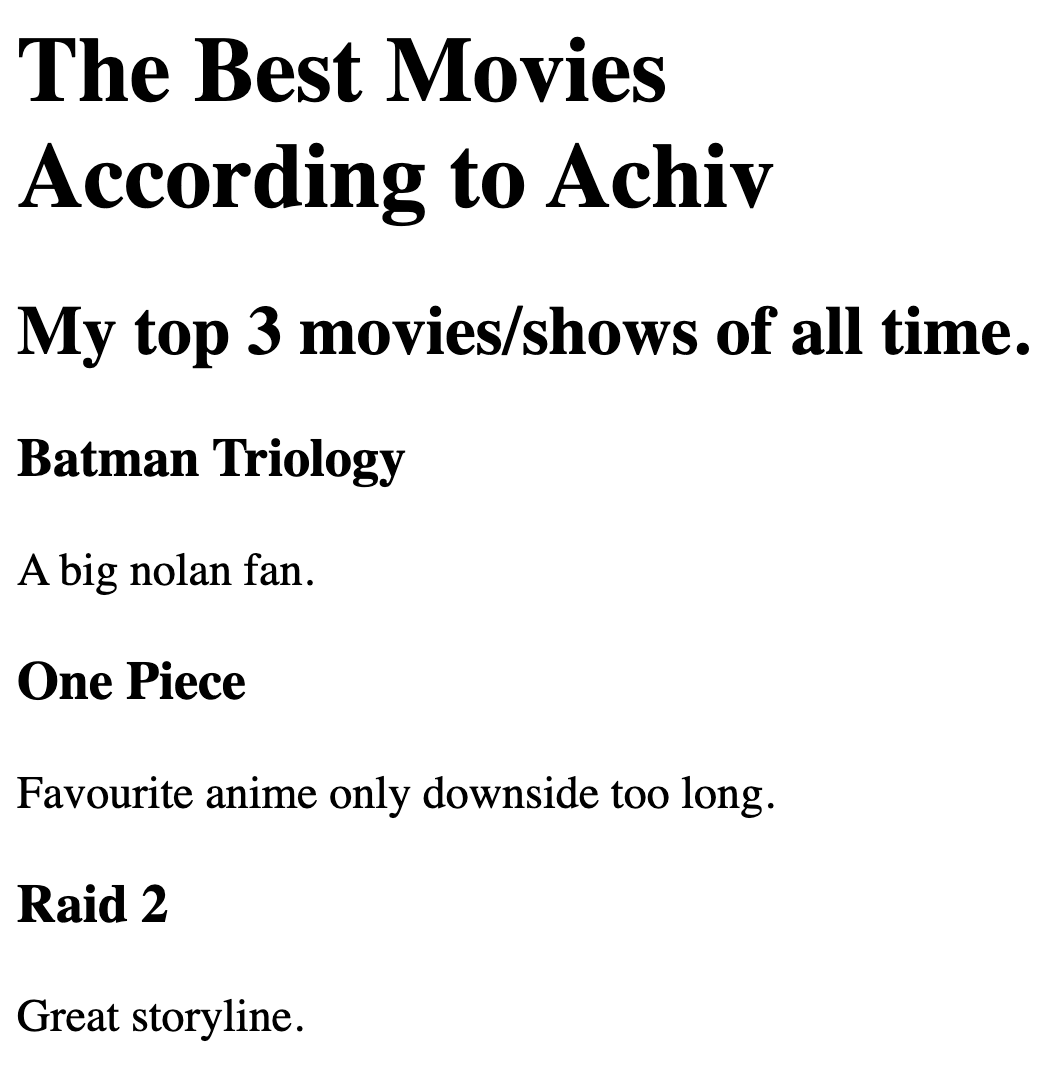 The Best Movies
According to Achiv
My top 3 movies/shows of all time.
Batman Triology
A big nolan fan.
One Piece
Favourite anime only downside too long.
Raid 2
Great storyline.